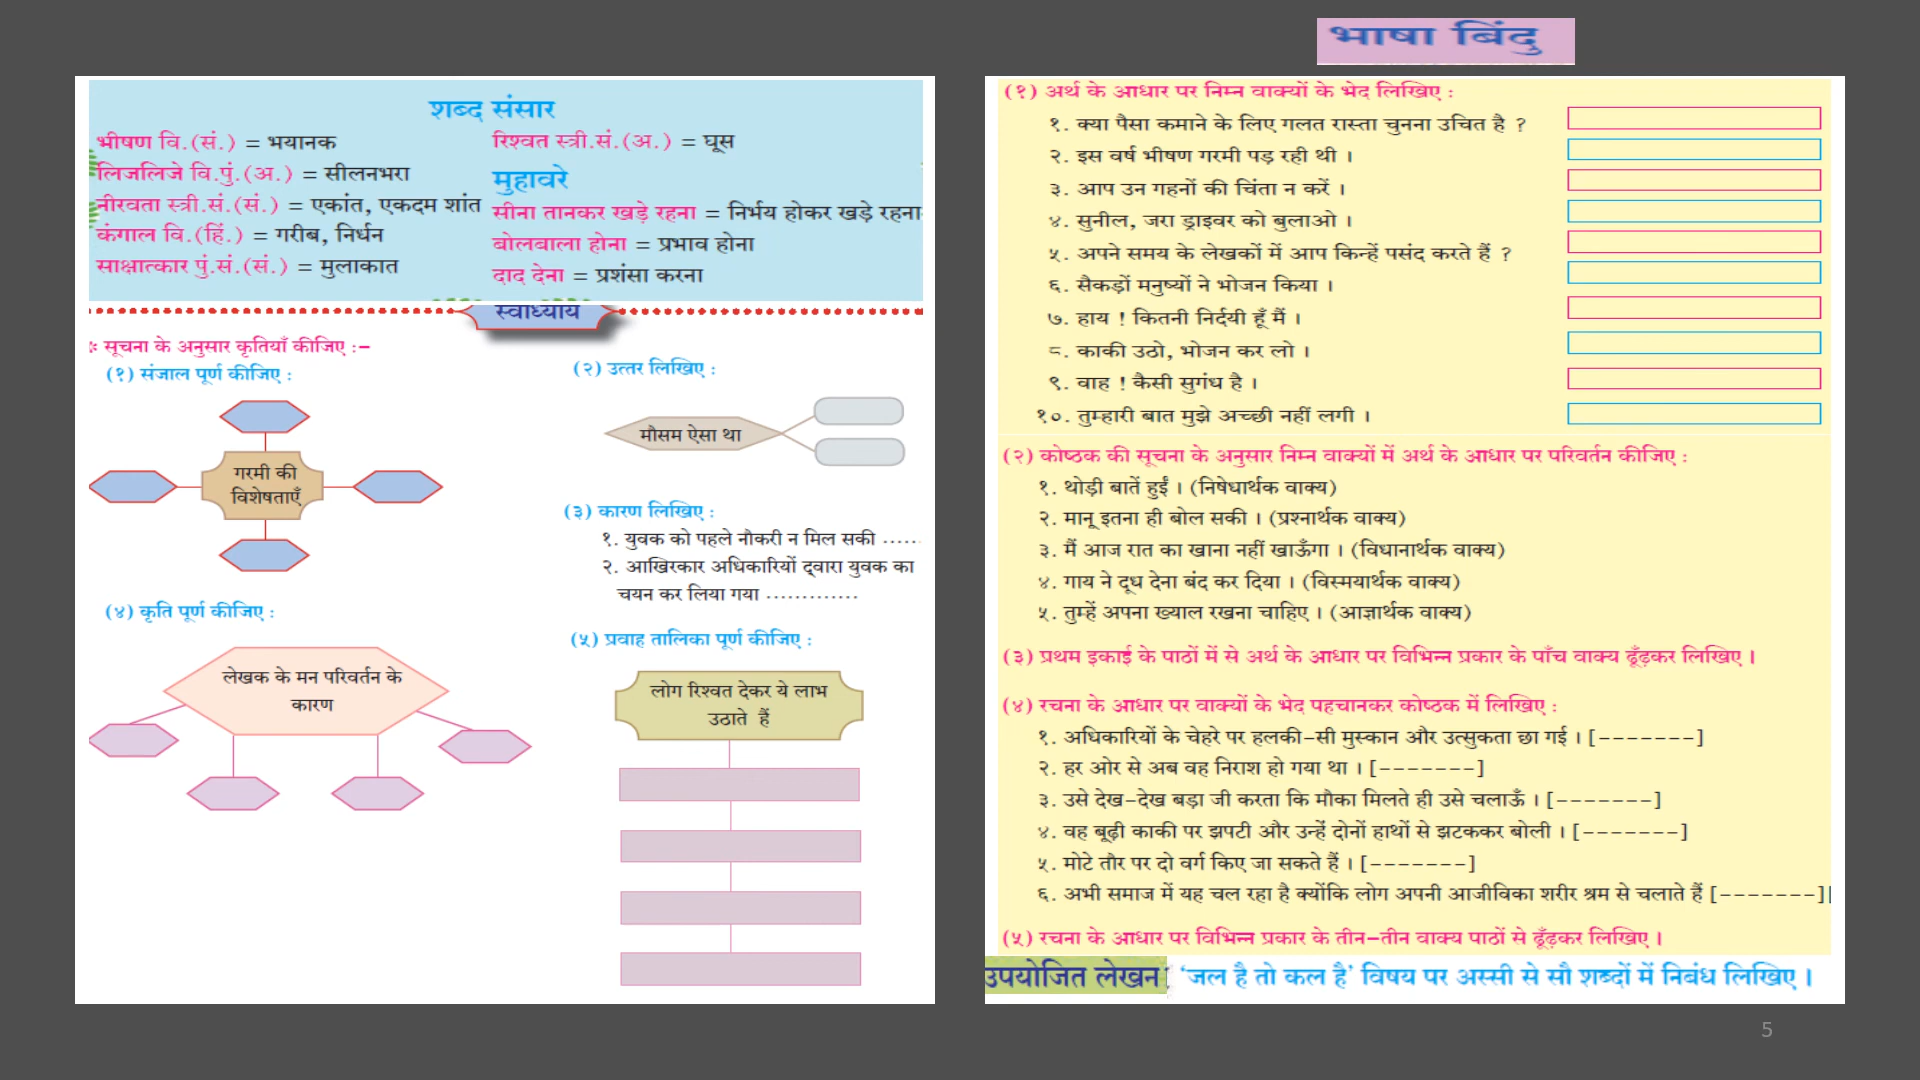 भाषा बिंदु
शब्द संसार
भीषण वि.(सं.) = भयानक
लिजलिजे वि.पुं.(अ.) = सीलनभरा
नीरवता स्त्री.सं.(सं.) = एकांत, एकदम शांत
कंगाल वि.(हिं.) = गरीब, निर्धन
साक्षात्कार पुं.सं.(सं.) = मुलाकात
रिश्वत स्त्री.सं.(अ.) = घूस
मुहावरे
सीना तानकर खड़े रहना = निर्भय होकर खड़े रहना
बोलबाला होना = प्रभाव होना
दाद देना = प्रशंसा करना
स्वाध्याय
* सूचना के अनुसार कृतियाँ कीजिए :–
(१) संजाल पूर्ण कीजिए :
गरमी की
विशेषताएँ
(२) उत्तर लिखिए :
मौसम ऐसा था
(३) कारण लिखिए :
१. युवक को पहले नौकरी न मिल सकी ......
२. आखिरकार अधिकारियों द्वारा युवक का
चयन कर लिया गया .............
(४) कृति पूर्ण कीजिए :
लेखक के मन परिवर्तन के
कारण
(५) प्रवाह तालिका पूर्ण कीजिए :
लोग रिश्वत देकर ये लाभ
उठाते हैं
(१) अर्थ के आधार पर निम्न वाक्यों के भेद लिखिए :
१. क्या पैसा कमाने के लिए गलत रास्ता चुनना उचित है ?
२. इस वर्ष भीषण गरमी पड़ रही थी ।
३. आप उन गहनों की चिंता न करें ।
४. सुनील, जरा ड्राइवर को बुलाओ ।
५. अपने समय के लेखकों में आप किन्हें पसंद करते हैं ?
६. सैकड़ों मनुष्यों ने भोजन किया ।
७. हाय ! कितनी निर्दयी हूँ मैं ।
८. काकी उठो, भोजन कर लो ।
९. वाह ! कैसी सुगंध है ।
१०. तुम्हारी बात मुझे अच्छी नहीं लगी ।
(२) कोष्ठक की सूचना के अनुसार निम्न वाक्यों में अर्थ के आधार पर परिवर्तन कीजिए :
१. थोड़ी बातें हुईं । (निषेधार्थक वाक्य)
२. मानू इतना ही बोल सकी । (प्रश्नार्थक वाक्य)
३. मैं आज रात का खाना नहीं खाऊँगा । (विधानार्थक वाक्य)
४. गाय ने दूध देना बंद कर दिया । (विस्मयार्थक वाक्य)
५. तुम्हें अपना ख्याल रखना चाहिए । (आज्ञार्थक वाक्य)
(३) प्रथम इकाई के पाठों में से अर्थ के आधार पर विभिन्न प्रकार के पाँच वाक्य ढूँढ़कर लिखिए ।
(४) रचना के आधार पर वाक्यों के भेद पहचानकर कोष्ठक में लिखिए :
१. अधिकारियों के चेहरे पर हलकी–सी मुस्कान और उत्सुकता छा गई । [–––––––]
२. हर ओर से अब वह निराश हो गया था । [–––––––]
३. उसे देख–देख बड़ा जी करता कि मौका मिलते ही उसे चलाऊँ । [–––––––]
४. वह बूढ़ी काकी पर झपटी और उन्हें दोनों हाथों से झटककर बोली । [–––––––]
५. मोटे तौर पर दो वर्ग किए जा सकते हैं । [–––––––]
६. अभी समाज में यह चल रहा है क्योंकि लोग अपनी आजीविका शरीर श्रम से चलाते हैं [–––––––]
(५) रचना के आधार पर विभिन्न प्रकार के तीन–तीन वाक्य पाठों से ढूँढ़कर लिखिए ।
उपयोजित लेखन ‘जल है तो कल है’ विषय पर अस्सी से सौ शब्दों में निबंध लिखिए ।
5